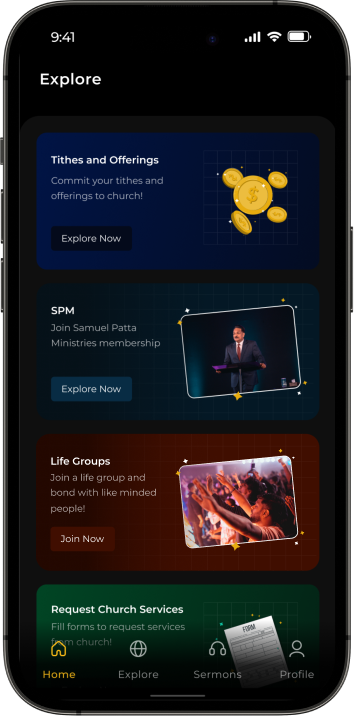 9:41
Explore
Tithes and Offerings
Commit your tithes and
offerings to church!
Explore Now
SPM
Join Samuel Patta
Ministries membership
Explore Now
Life Groups
Join a life group and
bond with like minded
people!
Join Now
Request Church Services
Fill forms to request services
from church!
FORM
Home
Explore
Sermons
Profile